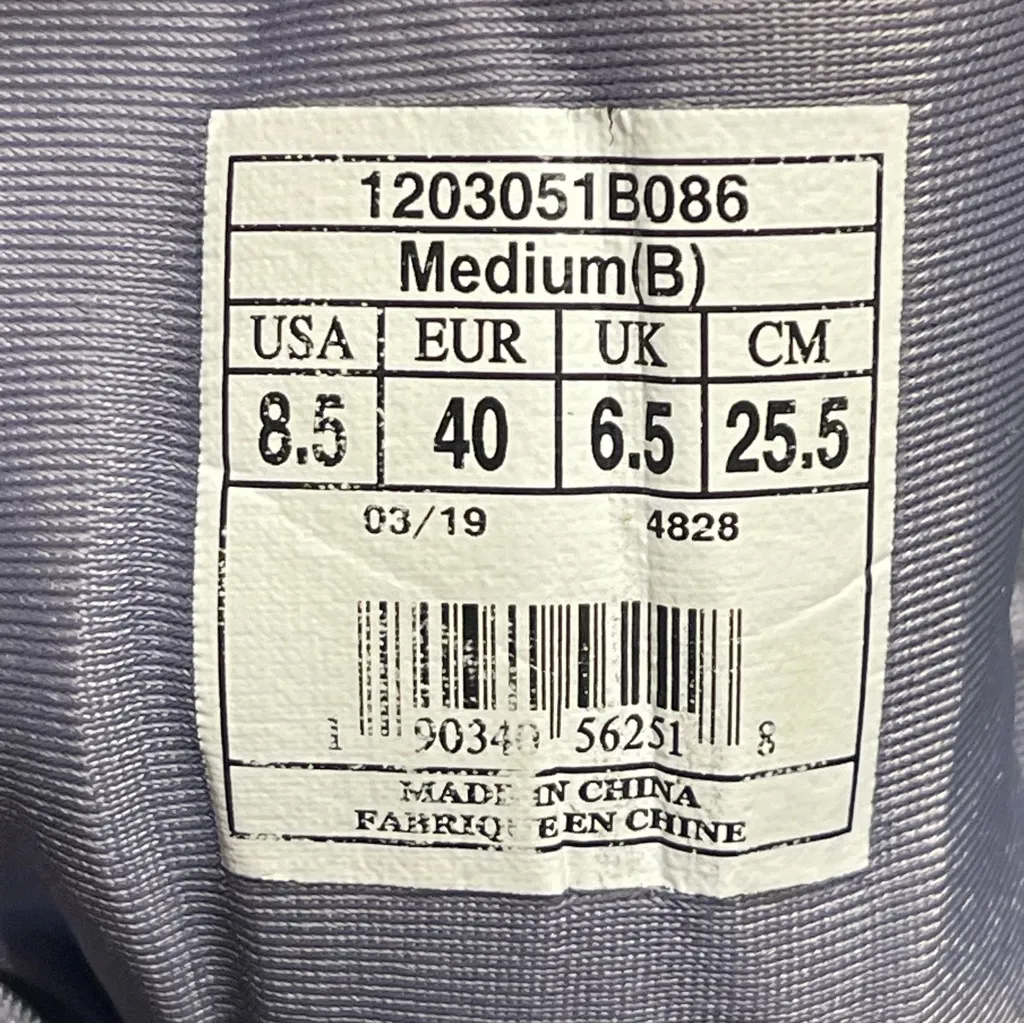 1203051B086
Medium(B)
USA EUR UK CM
8.5 40 6.5 25.5
03/19 4828
1 90340 56251 8
MADE IN CHINA
FABRIQUE EN CHINE